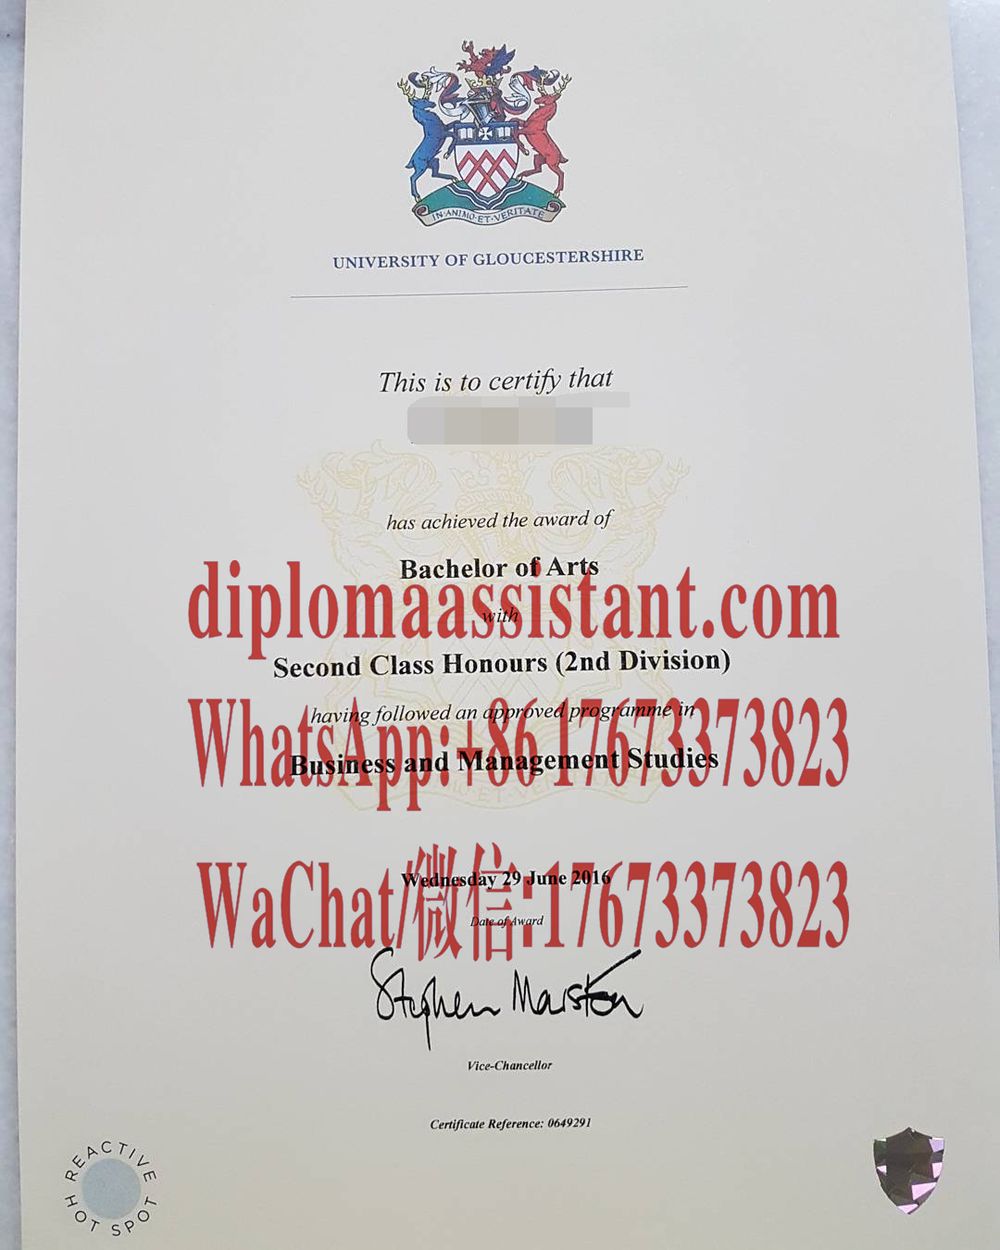 IN·ANIMO·ET·VERITATE
UNIVERSITY OF GLOUCESTERSHIRE
This is to certify that
has achieved the award of
Bachelor of Arts
diplomaassistant.com
with
Second Class Honours (2nd Division)
having followed an approved programme in
WhatsApp:+86 17673373823
Business and Management Studies
Wednesday 29 June 2016
WaChat/微信:17673373823
Date of Award
Stephen Marston
Vice-Chancellor
Certificate Reference: 0649291
REACTIVE
HOT SPOT